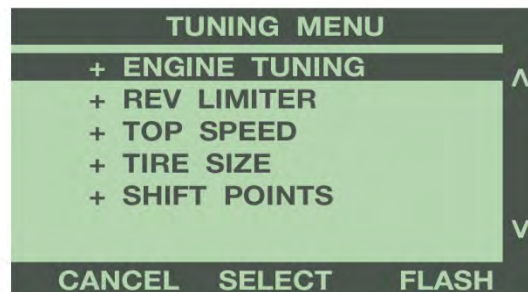 TUNING MENU
+ ENGINE TUNING
+ REV LIMITER
+ TOP SPEED
+ TIRE SIZE
+ SHIFT POINTS
CANCEL SELECT FLASH